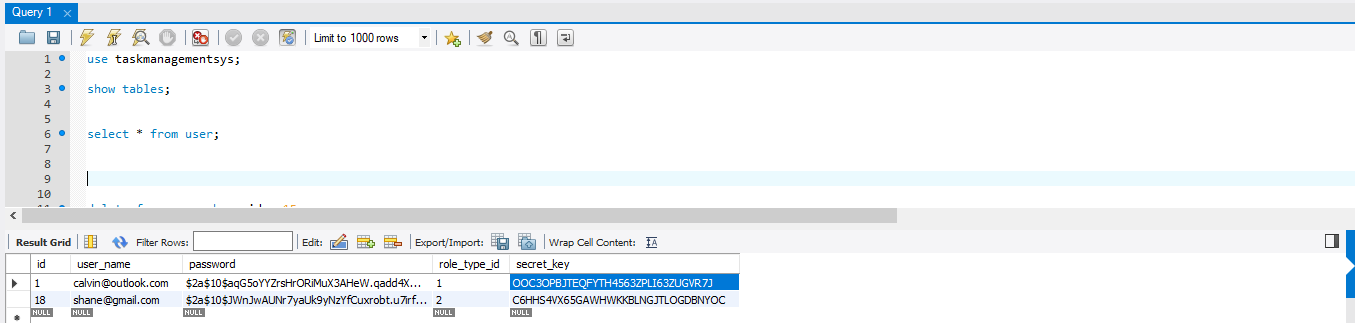 Query 1
Limit to 1000 rows
1 use taskmanagementsys;
2
3 show tables;
4
5
6 select * from user;
7
8
9
10
Result Grid Filter Rows: Edit: Export/Import: Wrap Cell Content:
id user_name password role_type_id secret_key
1 calvin@outlook.com $2a$10$aqG5oYYZrsHrORiMuX3AHeW.qadd4X... 1 OOC3OPBJTEQFYTH4563ZPLI63ZUGVR7J
18 shane@gmail.com $2a$10$JWnJwAUNr7yaUk9yNzYfCuxrobt.u7irf... 2 C6HHS4VX65GAWHWKKBLNGJTLOGDBNYOC
NULL NULL NULL NULL NULL